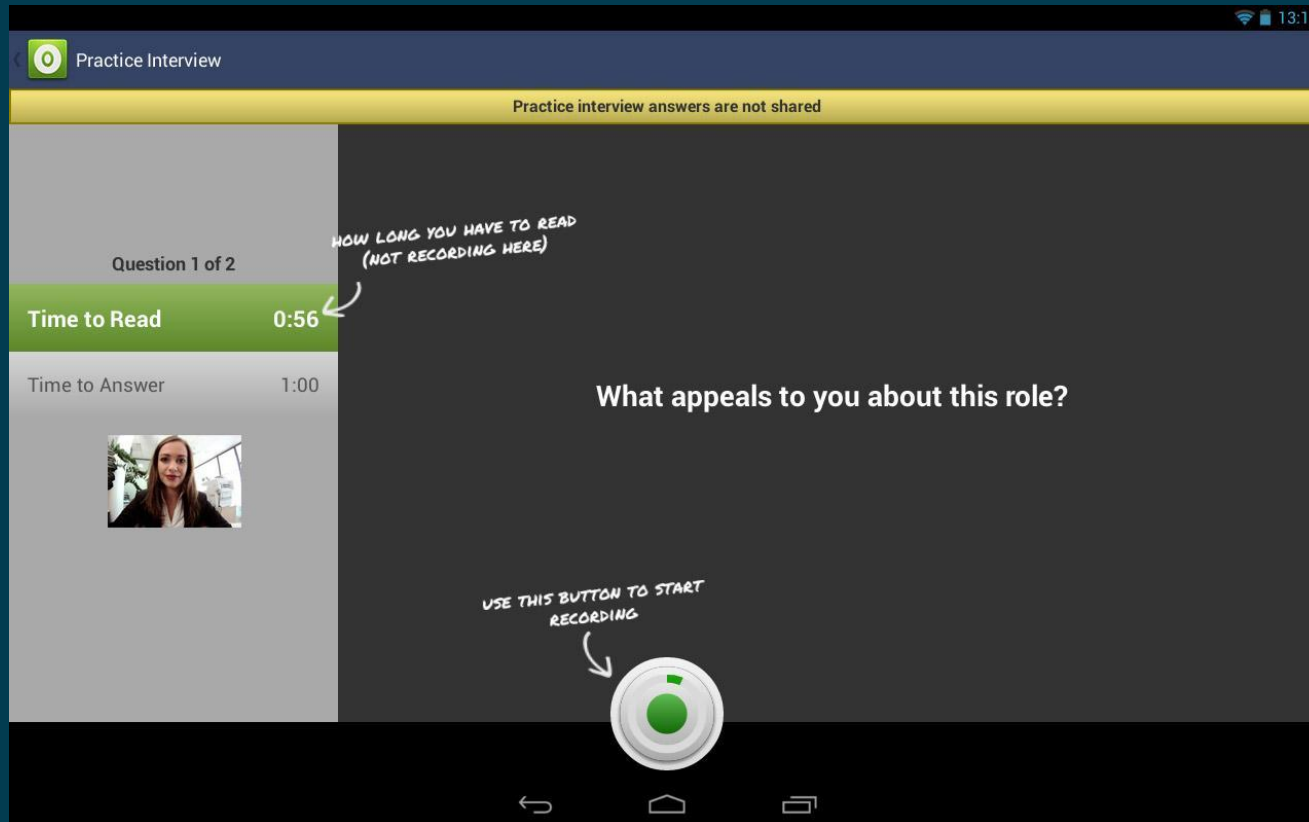 13:1
Practice Interview
Practice interview answers are not shared
HOW LONG YOU HAVE TO READ
(NOT RECORDING HERE)
Question 1 of 2
Time to Read 0:56
Time to Answer 1:00
What appeals to you about this role?
USE THIS BUTTON TO START
RECORDING